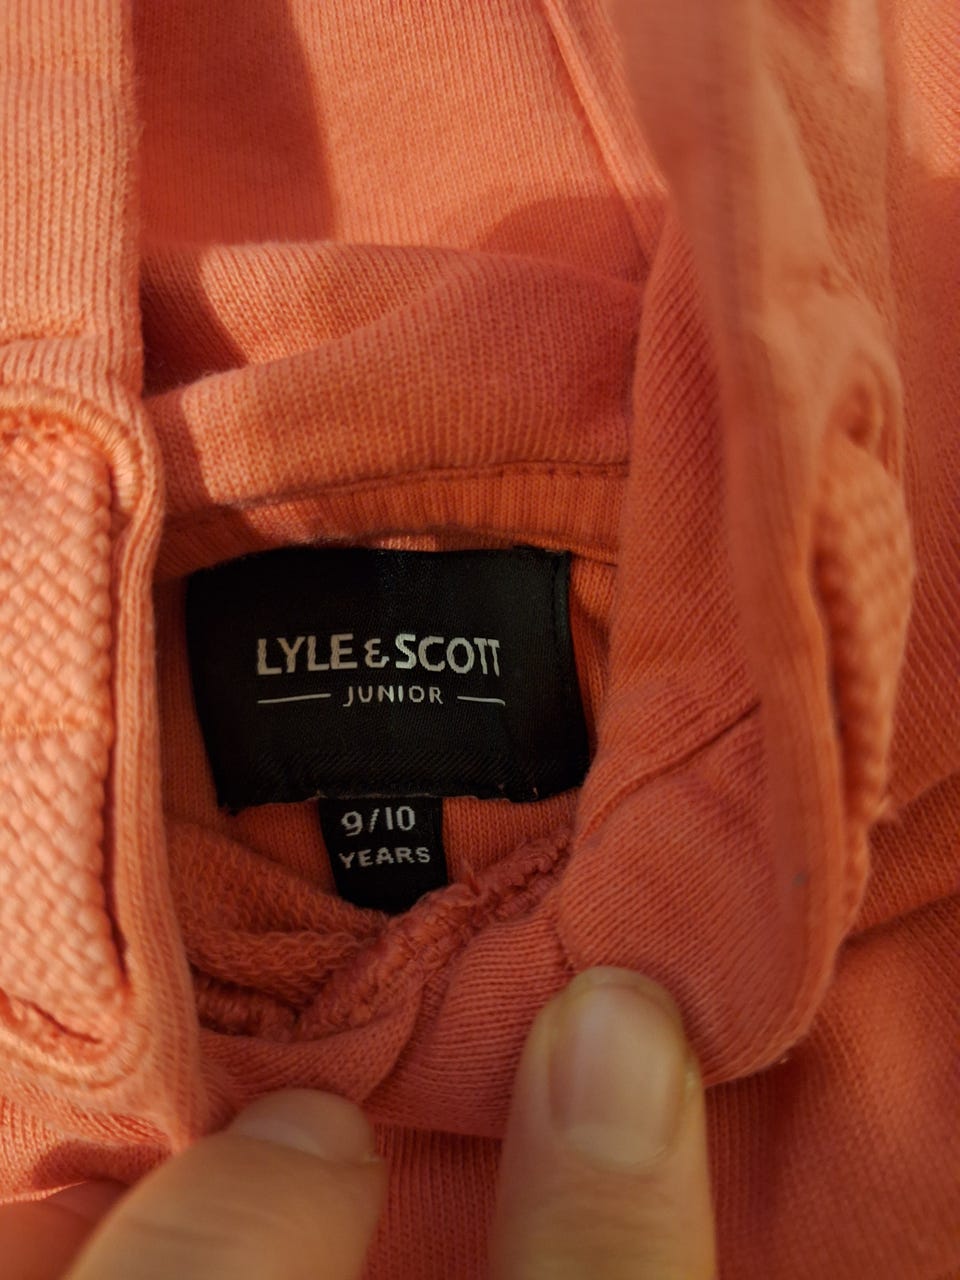 LYLE & SCOTT
JUNIOR
9/10
YEARS